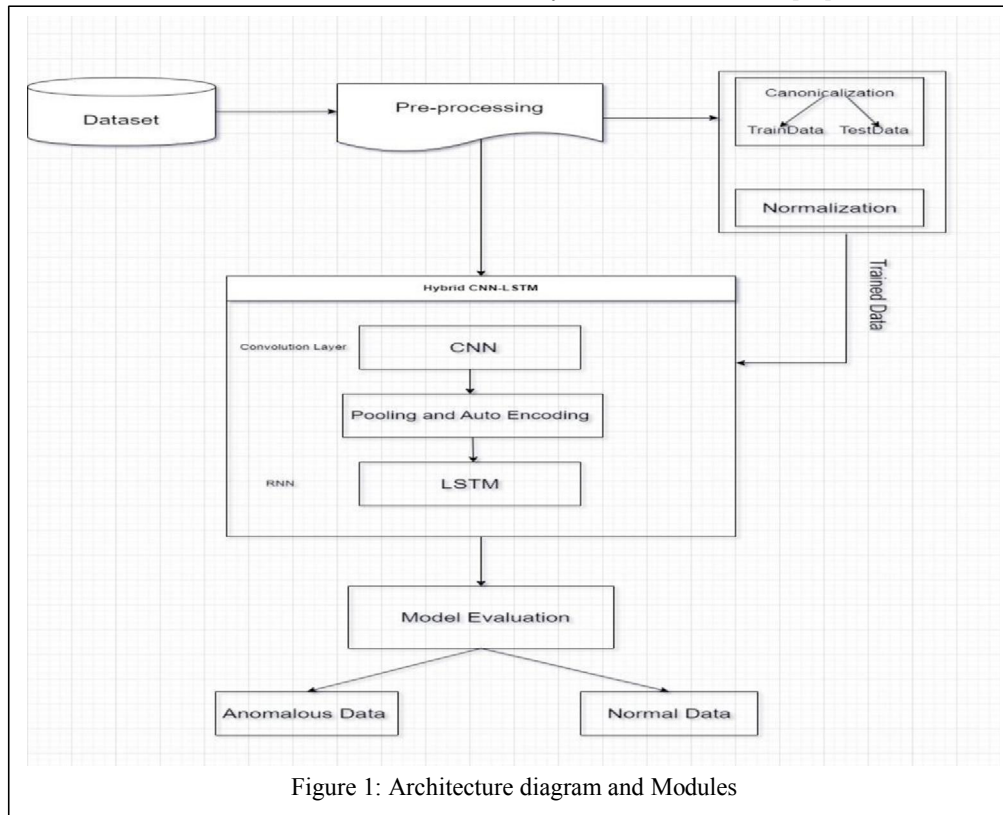 Dataset
Pre-processing
Canonicalization
TrainData TestData
Normalization
Trained Data
Hybrid CNN-LSTM
Convolution Layer
CNN
Pooling and Auto Encoding
RNN
LSTM
Model Evaluation
Anomalous Data
Normal Data
Figure 1: Architecture diagram and Modules